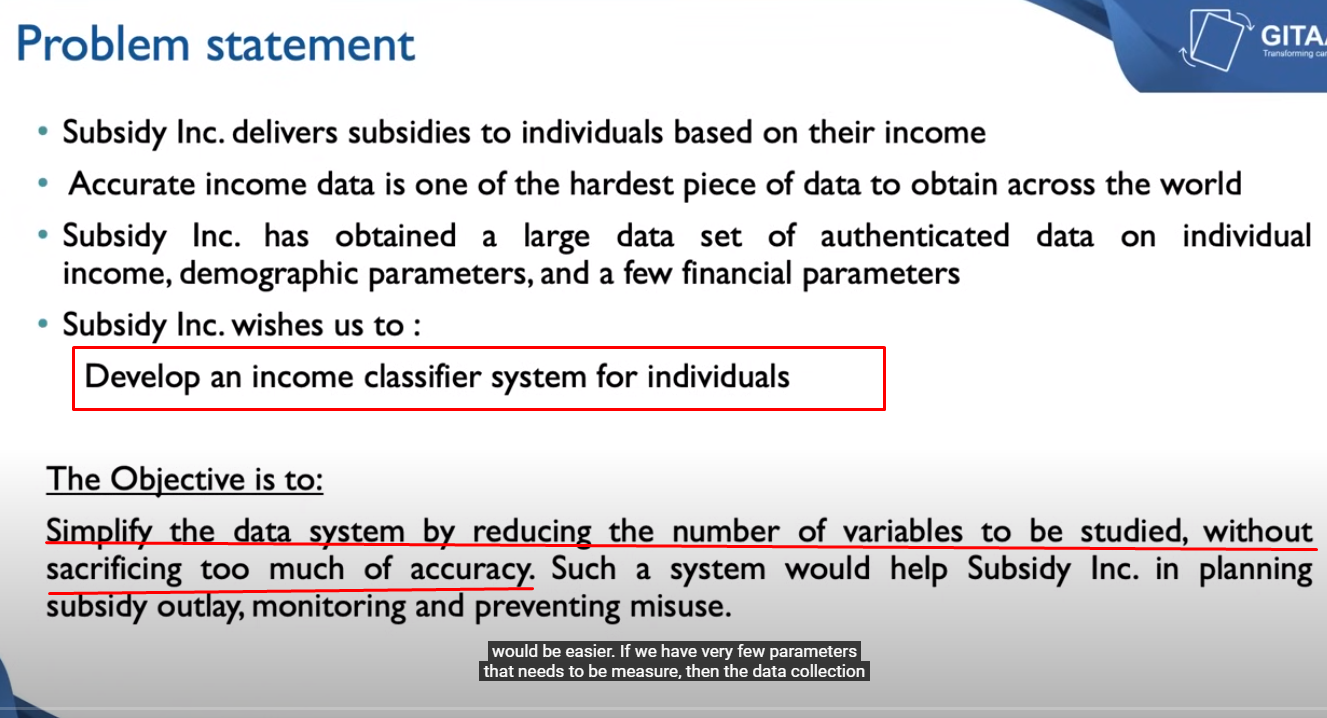 Problem statement
GITAA
Transforming car
• Subsidy Inc. delivers subsidies to individuals based on their income
• Accurate income data is one of the hardest piece of data to obtain across the world
• Subsidy Inc. has obtained a large data set of authenticated data on individual
income, demographic parameters, and a few financial parameters
• Subsidy Inc. wishes us to :
Develop an income classifier system for individuals
The Objective is to:
Simplify the data system by reducing the number of variables to be studied, without
sacrificing too much of accuracy. Such a system would help Subsidy Inc. in planning
subsidy outlay, monitoring and preventing misuse.
would be easier. If we have very few parameters
that needs to be measure, then the data collection